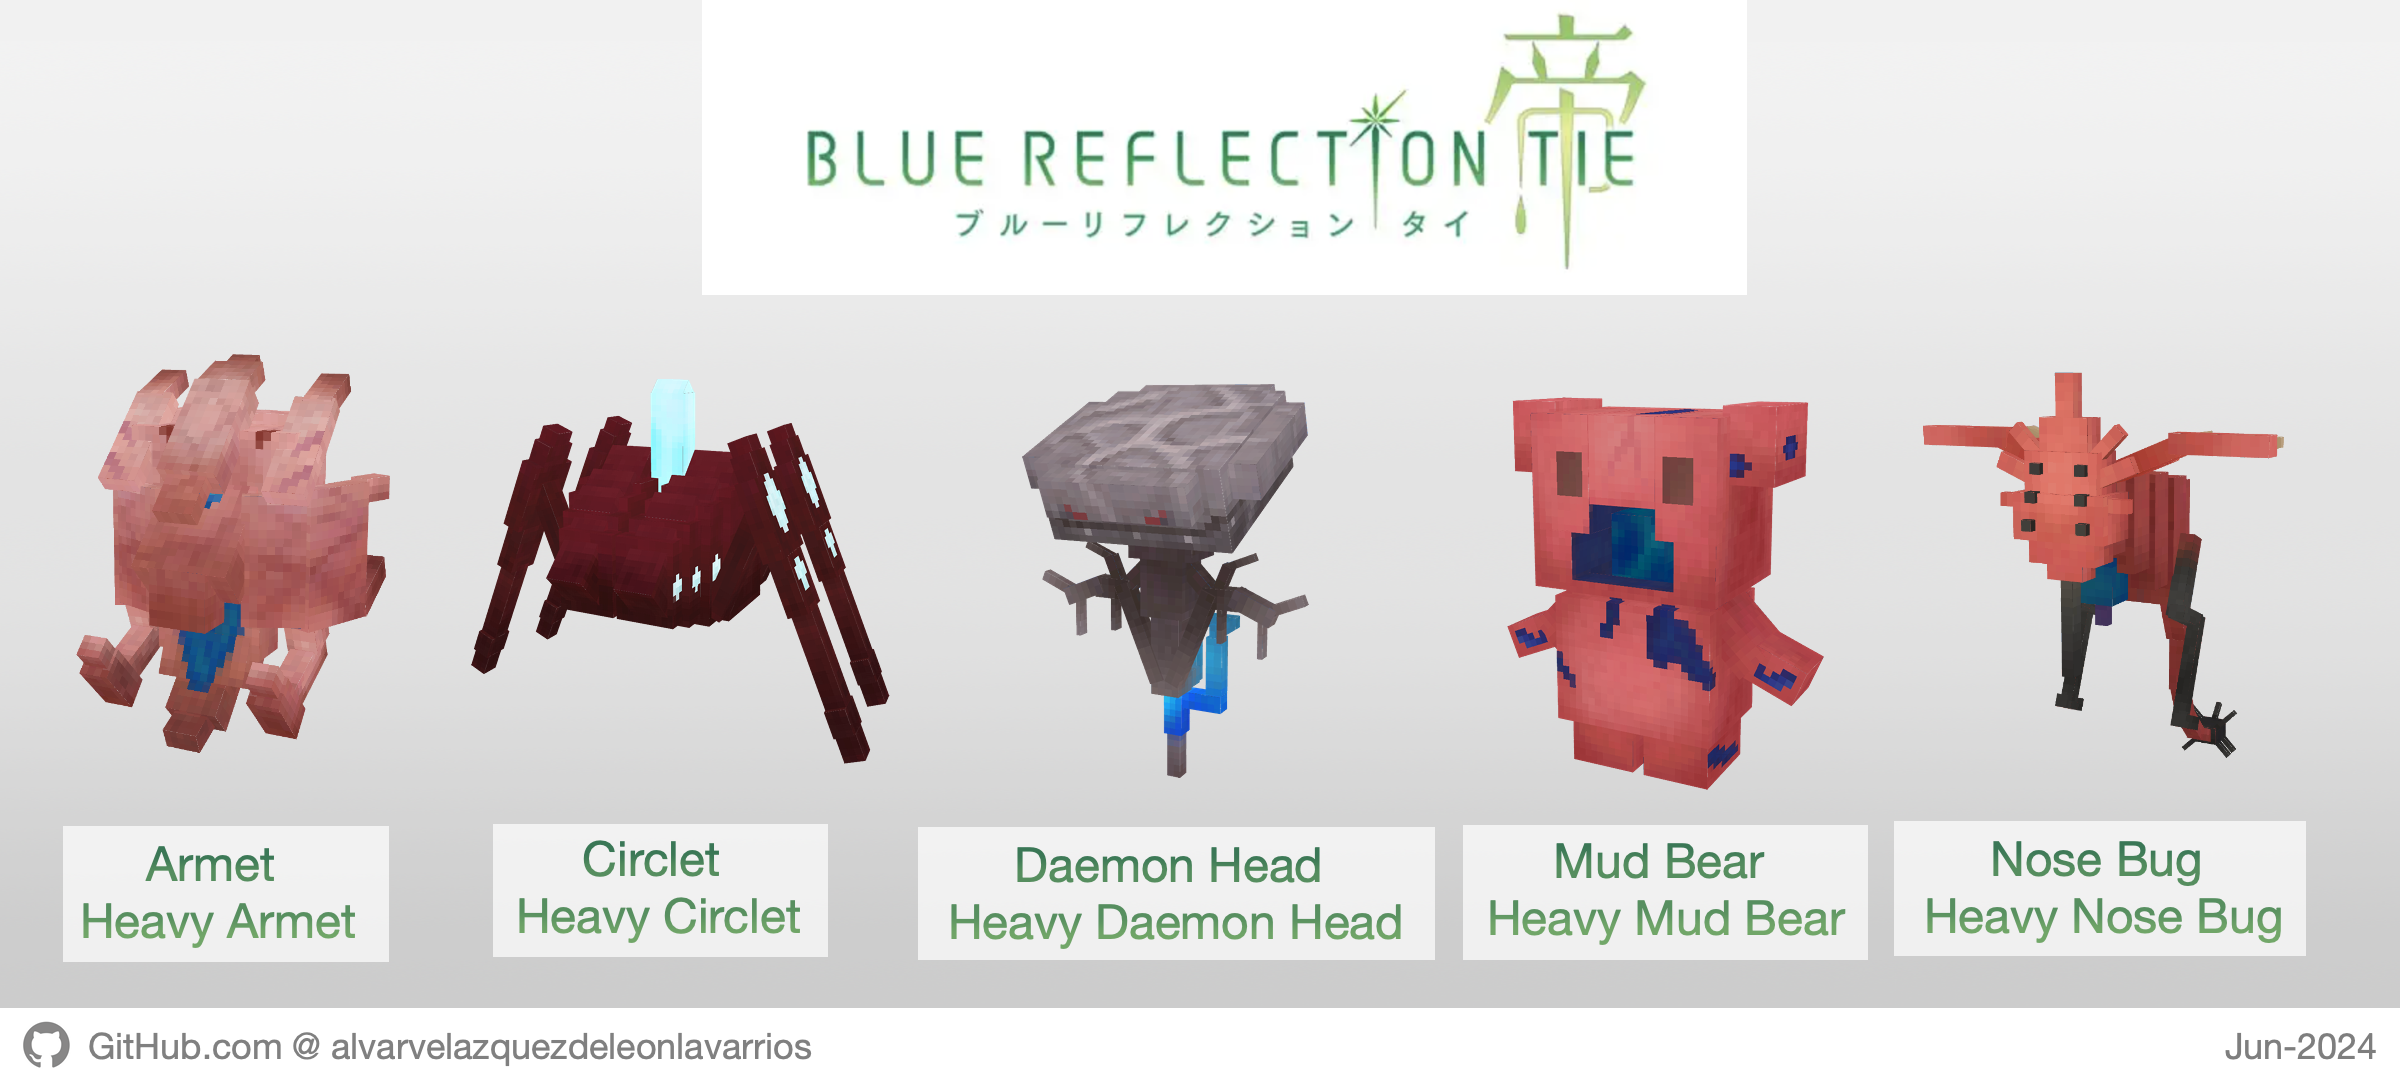 帝
BLUE REFLECTION TIE
ブルーリフレクション タイ
Armet
Heavy Armet
Circlet
Heavy Circlet
Daemon Head
Heavy Daemon Head
Mud Bear
Heavy Mud Bear
Nose Bug
Heavy Nose Bug
GitHub.com @ alvarvelazquezdeleonlavarrios
Jun-2024